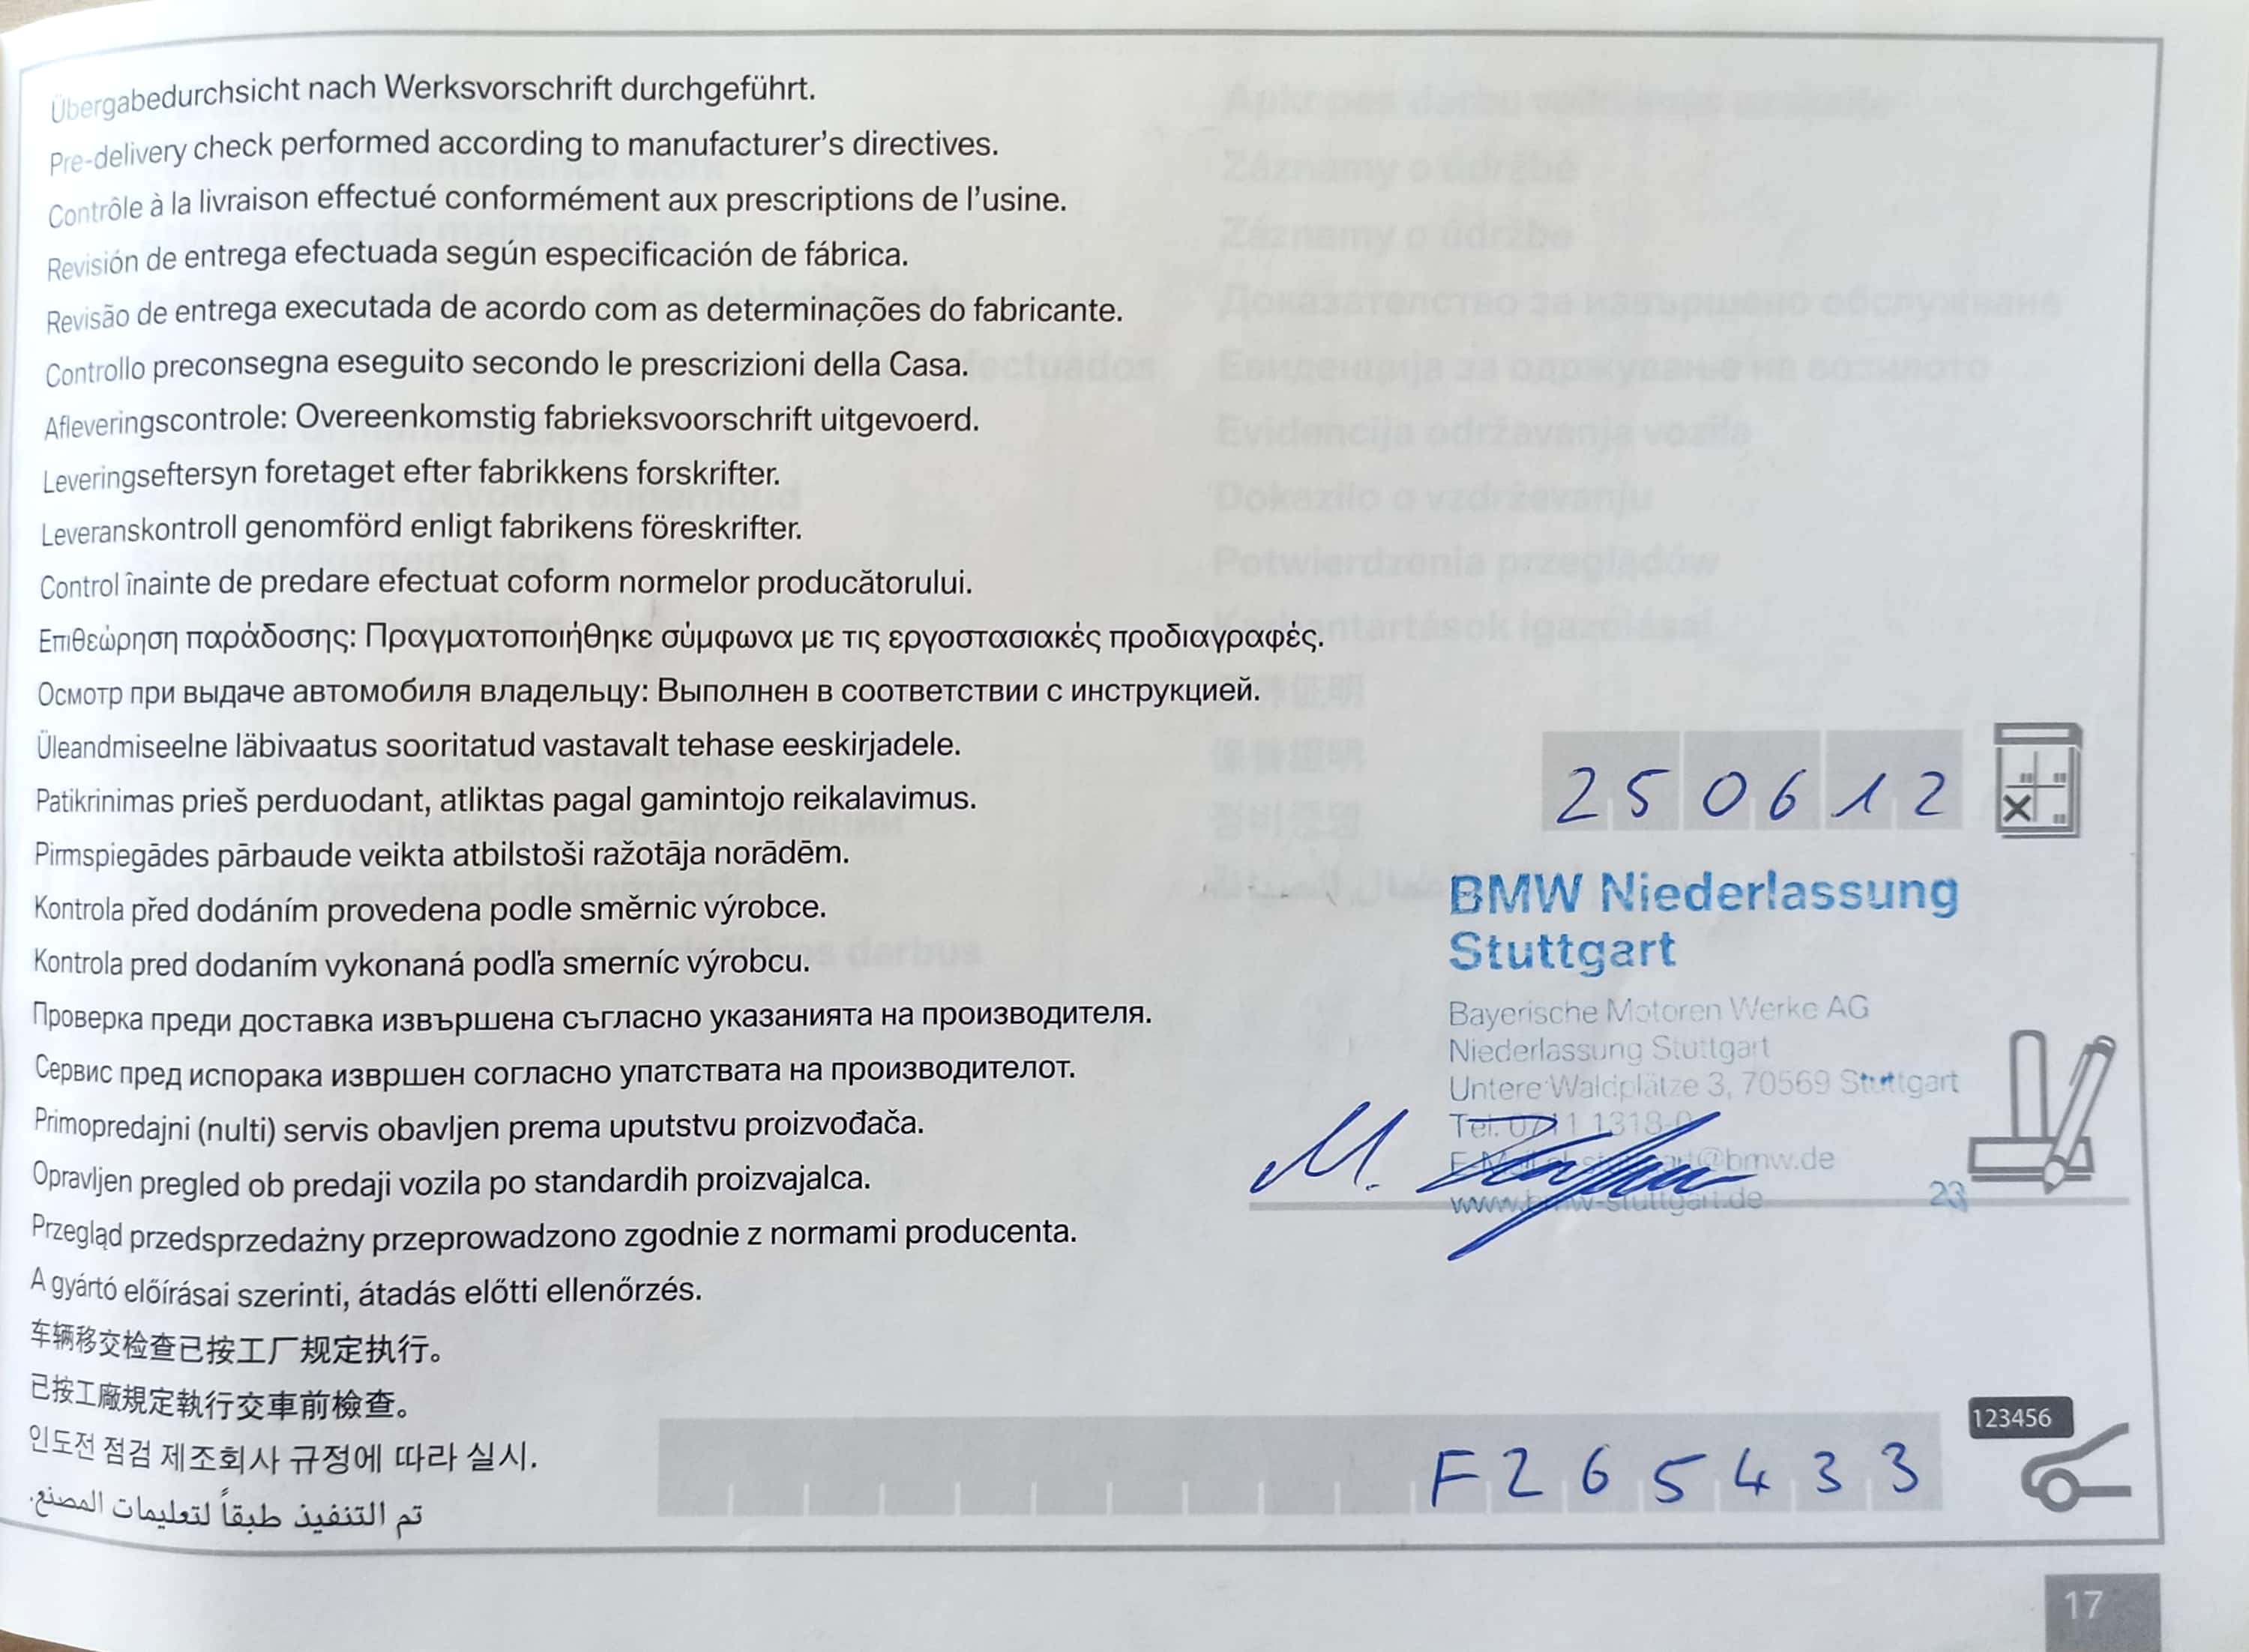 Übergabedurchsicht nach Werksvorschrift durchgeführt.
Pre-delivery check performed according to manufacturer's directives.
Contrôle à la livraison effectué conformément aux prescriptions de l'usine.
Revisión de entrega efectuada según especificación de fábrica.
Revisão de entrega executada de acordo com as determinações do fabricante.
Controllo preconsegna eseguito secondo le prescrizioni della Casa.
Afleveringscontrole: Overeenkomstig fabrieksvoorschrift uitgevoerd.
Leveringseftersyn foretaget efter fabrikkens forskrifter.
Leveranskontroll genomförd enligt fabrikens föreskrifter.
Control înainte de predare efectuat coform normelor producătorului.
Επιθεώρηση παράδοσης: Πραγματοποιήθηκε σύμφωνα με τις εργοστασιακές προδιαγραφές.
Осмотр при выдаче автомобиля владельцу: Выполнен в соответствии с инструкцией.
Üleandmiseelne läbivaatus sooritatud vastavalt tehase eeskirjadele.
Patikrinimas prieš perduodant, atliktas pagal gamintojo reikalavimus.
Pirmspiegādes pārbaude veikta atbilstoši ražotāja norādēm.
Kontrola před dodáním provedena podle směrnic výrobce.
Kontrola pred dodaním vykonaná podľa smerníc výrobcu.
Проверка преди доставка извършена съгласно указанията на производителя.
Сервис пред испорака извршен согласно упатствата на производителот.
Primopredajni (nulti) servis obavljen prema uputstvu proizvođača.
Opravljen pregled ob predaji vozila po standardih proizvajalca.
Przegląd przedsprzedażny przeprowadzono zgodnie z normami producenta.
A gyártó előírásai szerinti, átadás előtti ellenőrzés.
车辆移交检查已按工厂规定执行。
已按工廠規定執行交車前檢查。
인도전 점검 제조회사 규정에 따라 실시.
تم التنفيذ طبقاً لتعليمات المصنع.
250612
BMW Niederlassung
Stuttgart
Bayerische Motoren Werke AG
Niederlassung Stuttgart
Untere Waldplätze 3, 70569 Stuttgart
Tel. 0711 1318-0
www.bmw-stuttgart.de
M.
123456
F265433
17